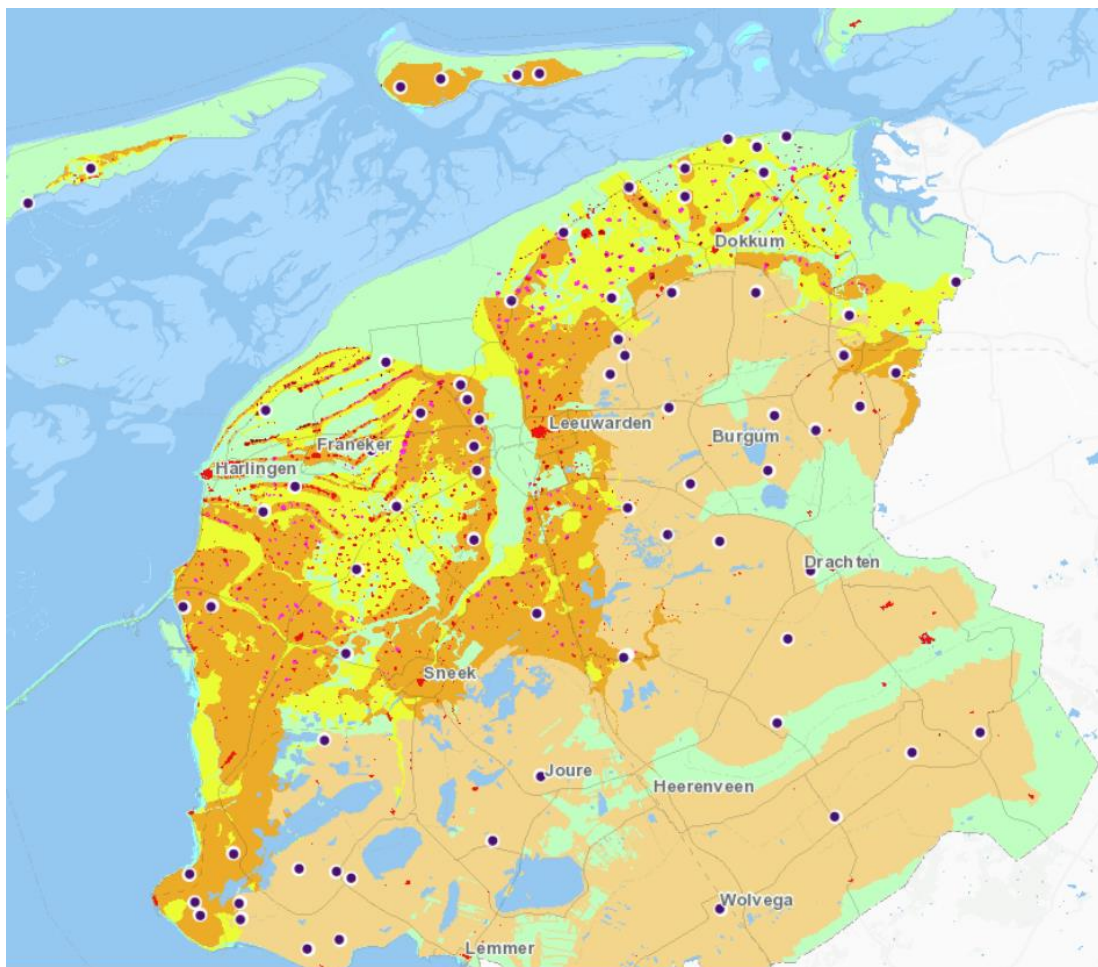 Dokkum
Leeuwarden
Burgum
Franeker
Harlingen
Drachten
Sneek
Joure
Heerenveen
Wolvega
Lemmer